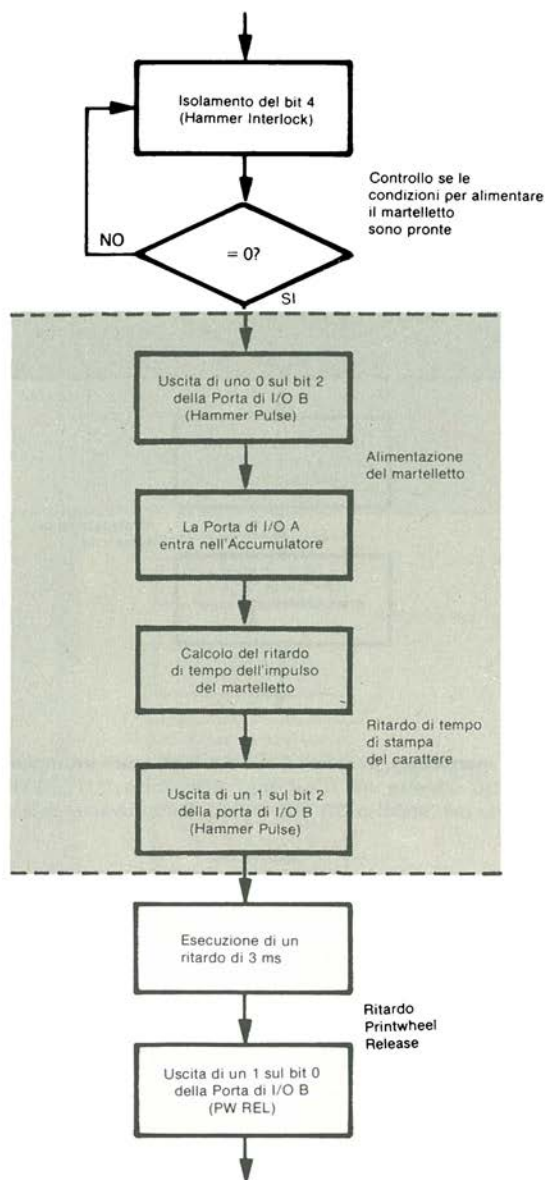 Isolamento del bit 4
(Hammer Interlock)
Controllo se le
condizioni per alimentare
il martelletto
sono pronte
NO
= 0?
SI
Uscita di uno 0 sul bit 2
della Porta di I/O B
(Hammer Pulse)
Alimentazione
del martelletto
La Porta di I/O A
entra nell'Accumulatore
Calcolo del ritardo
di tempo dell'impulso
del martelletto
Ritardo di tempo
di stampa
del carattere
Uscita di un 1 sul bit 2
della porta di I/O B
(Hammer Pulse)
Esecuzione di un
ritardo di 3 ms
Ritardo
Printwheel
Release
Uscita di un 1 sul bit 0
della Porta di I/O B
(PW REL)